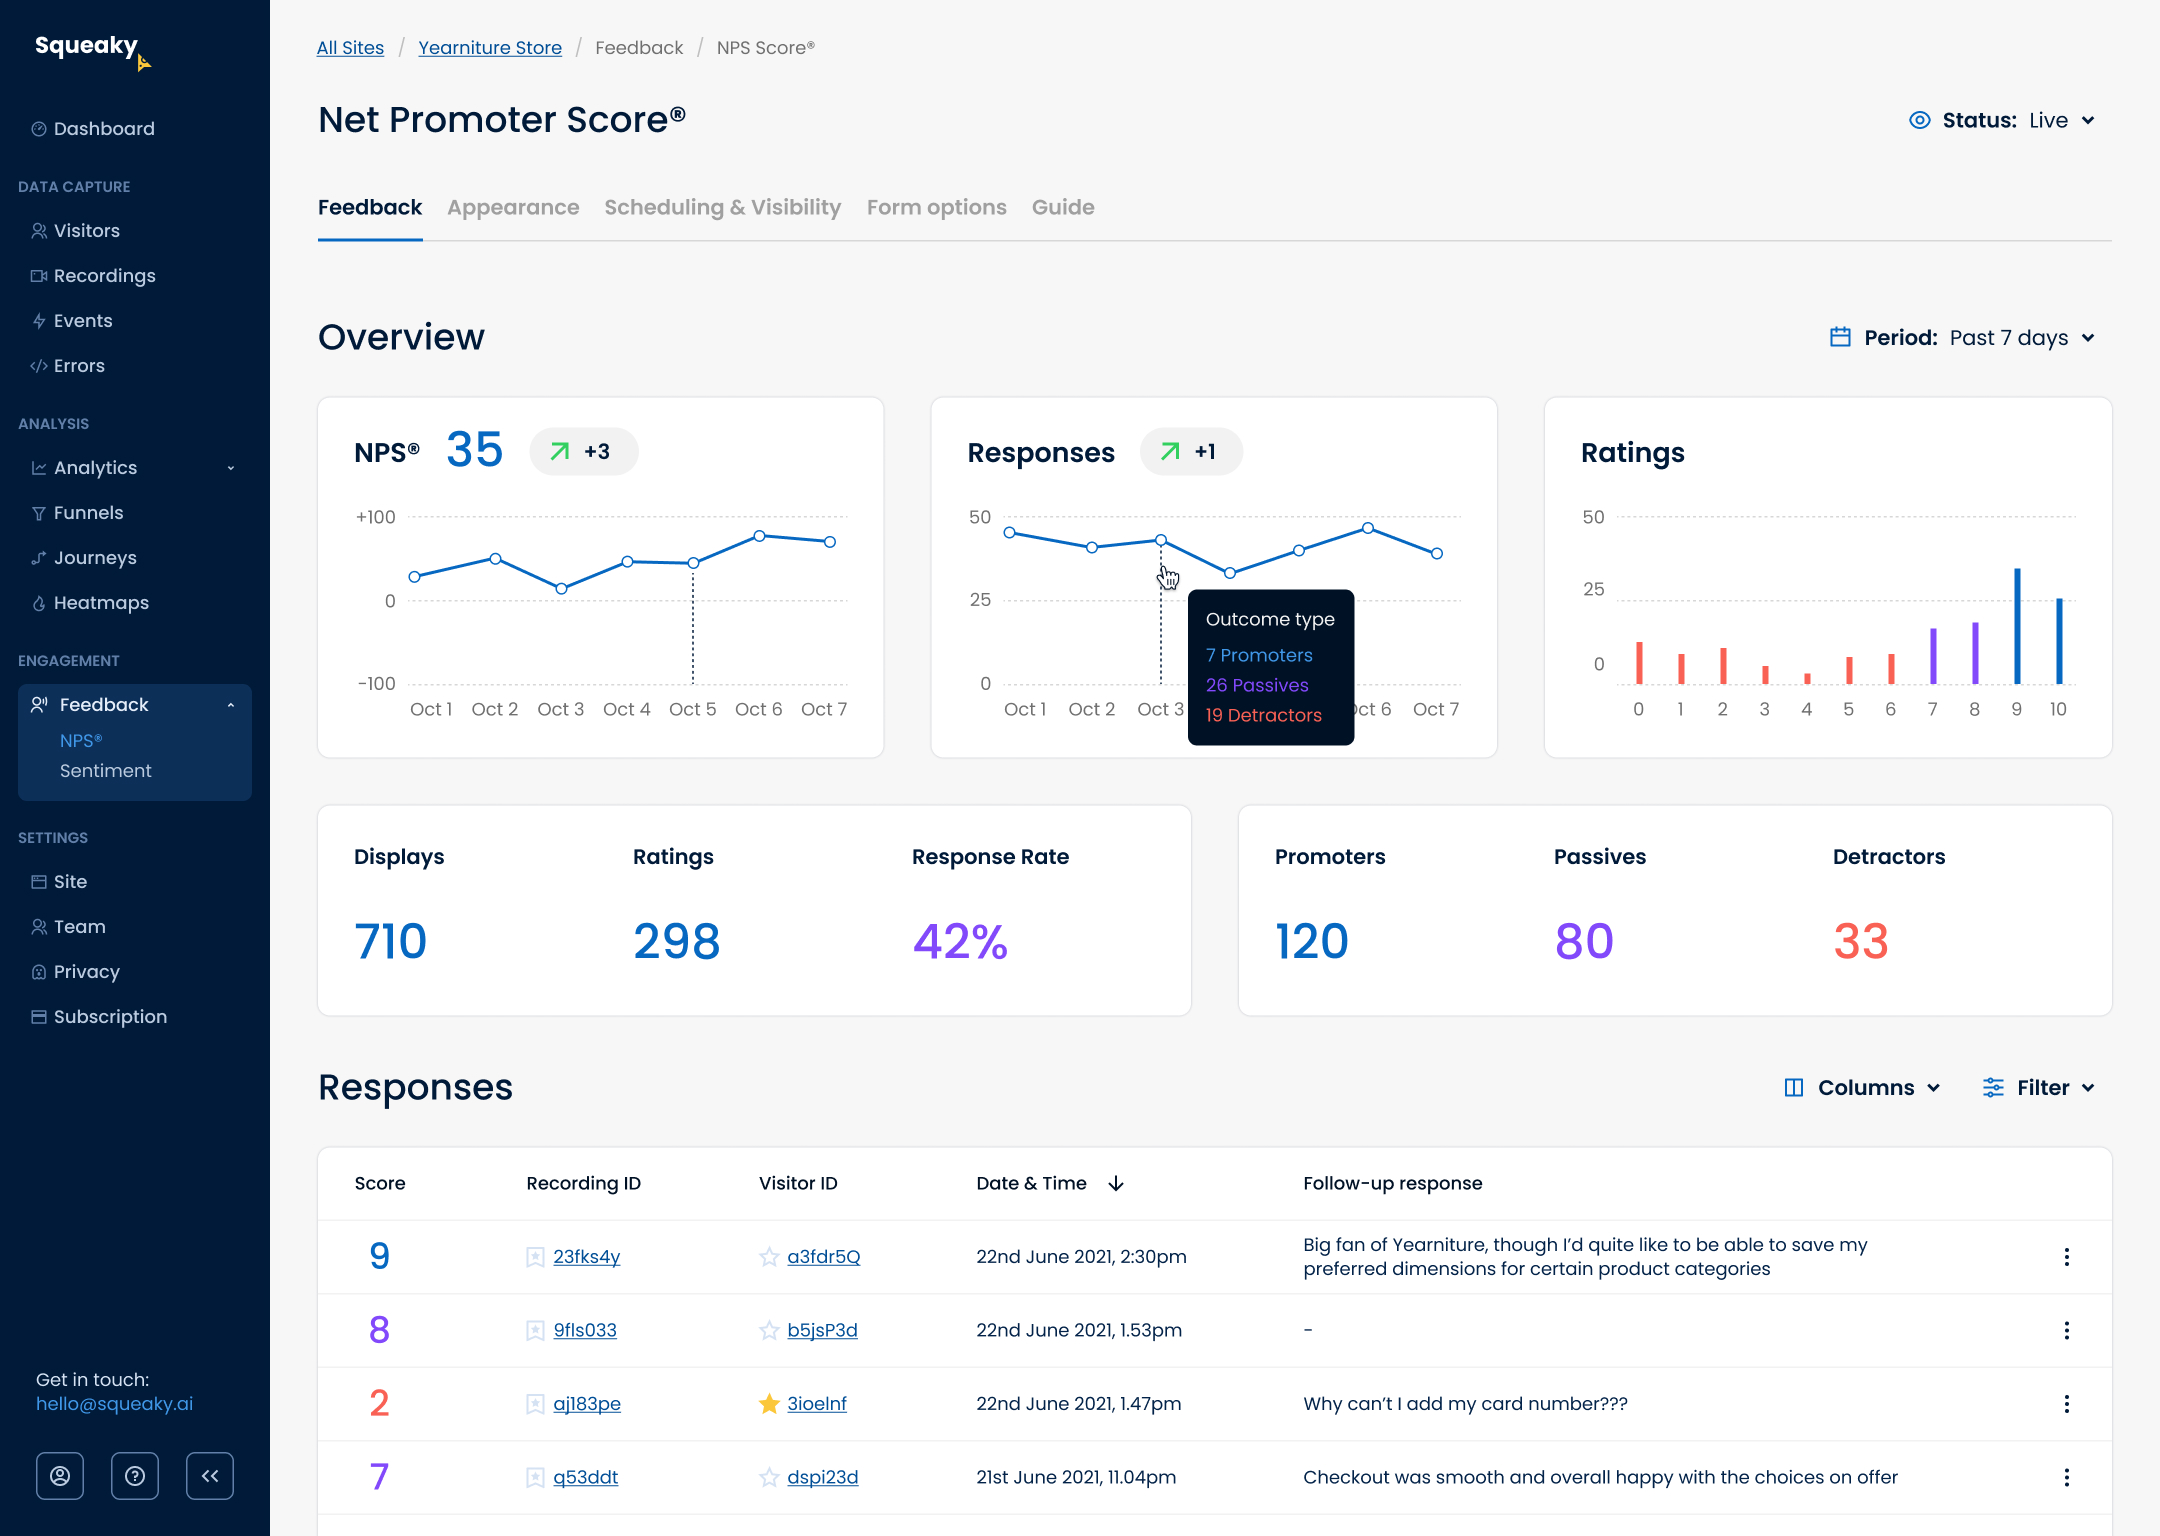 Squeaky
Dashboard
DATA CAPTURE
Visitors
Recordings
Events
Errors
ANALYSIS
Analytics
Funnels
Journeys
Heatmaps
ENGAGEMENT
Feedback
NPS®
Sentiment
SETTINGS
Site
Team
Privacy
Subscription
Get in touch:
hello@squeaky.ai
All Sites / Yearniture Store / Feedback / NPS Score®
Net Promoter Score®
Status: Live
Feedback Appearance Scheduling & Visibility Form options Guide
Overview
Period: Past 7 days
NPS® 35 +3
+100
0
-100
Oct 1 Oct 2 Oct 3 Oct 4 Oct 5 Oct 6 Oct 7
Responses +1
50
25
0
Oct 1 Oct 2 Oct 3 Oct 6 Oct 7
Outcome type
7 Promoters
26 Passives
19 Detractors
Ratings
50
25
0
0 1 2 3 4 5 6 7 8 9 10
Displays Ratings Response Rate
710 298 42%
Promoters Passives Detractors
120 80 33
Responses
Columns Filter
Score Recording ID Visitor ID Date & Time Follow-up response
9 23fks4y a3fdr5Q 22nd June 2021, 2:30pm Big fan of Yearniture, though I’d quite like to be able to save my
preferred dimensions for certain product categories
8 9fls033 b5jsP3d 22nd June 2021, 1.53pm -
2 aj183pe 3ioelnf 22nd June 2021, 1.47pm Why can’t I add my card number???
7 q53ddt dspi23d 21st June 2021, 11.04pm Checkout was smooth and overall happy with the choices on offer